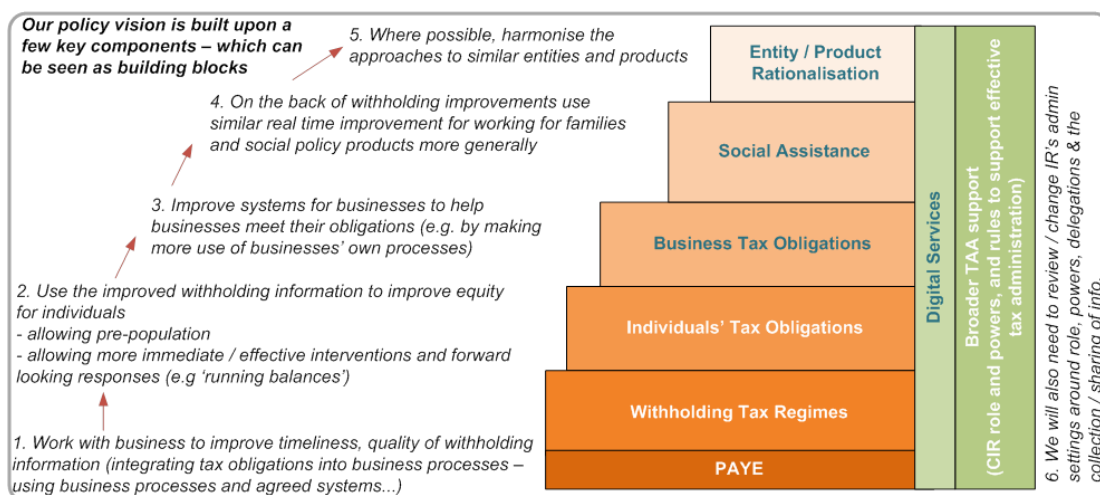 Our policy vision is built upon a
few key components – which can
be seen as building blocks
5. Where possible, harmonise the
approaches to similar entities and products
4. On the back of withholding improvements use
similar real time improvement for working for families
and social policy products more generally
3. Improve systems for businesses to help
businesses meet their obligations (e.g. by making
more use of businesses' own processes)
2. Use the improved withholding information to improve equity
for individuals
- allowing pre-population
- allowing more immediate / effective interventions and forward
looking responses (e.g 'running balances')
1. Work with business to improve timeliness, quality of withholding
information (integrating tax obligations into business processes –
using business processes and agreed systems...)
Entity / Product
Rationalisation
Social Assistance
Business Tax Obligations
Individuals' Tax Obligations
Withholding Tax Regimes
PAYE
Digital Services
Broader TAA support
(CIR role and powers, and rules to support effective
tax administration)
6. We will also need to review / change IR's admin
settings around role, powers, delegations & the
collection / sharing of info.